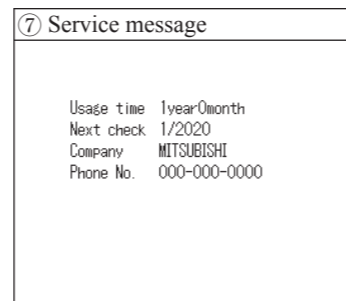 ⑦ Service message
Usage time 1year0month
Next check 1/2020
Company MITSUBISHI
Phone No. 000-000-0000